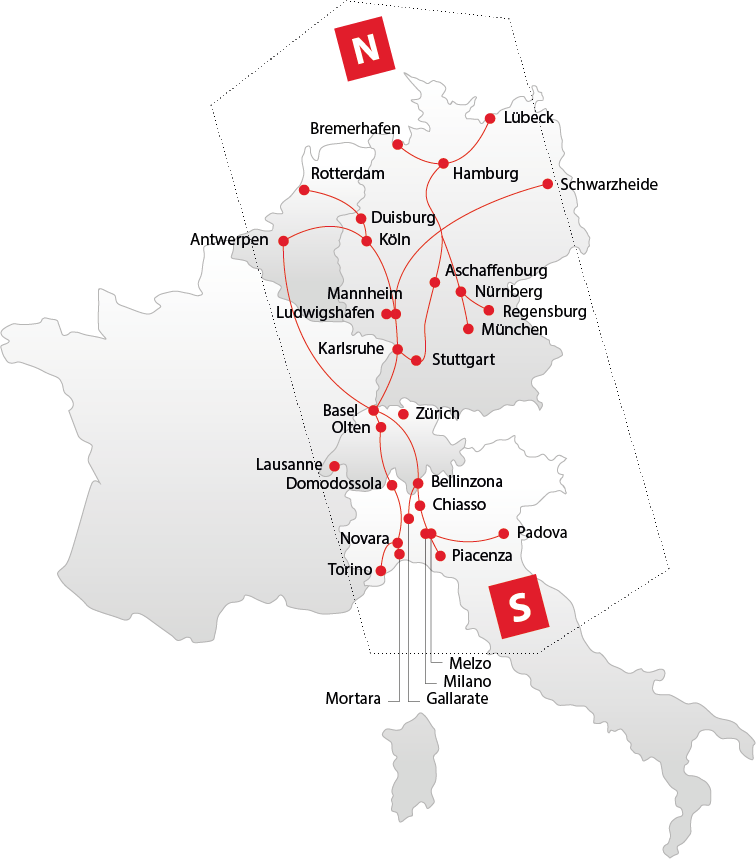 N
Lübeck
Bremerhafen
Hamburg
Rotterdam
Schwarzheide
Duisburg
Antwerpen
Köln
Aschaffenburg
Nürnberg
Mannheim
Ludwigshafen
Regensburg
München
Karlsruhe
Stuttgart
Basel
Zürich
Olten
Lausanne
Domodossola
Bellinzona
Chiasso
Novara
Padova
Piacenza
Torino
S
Melzo
Milano
Mortara
Gallarate